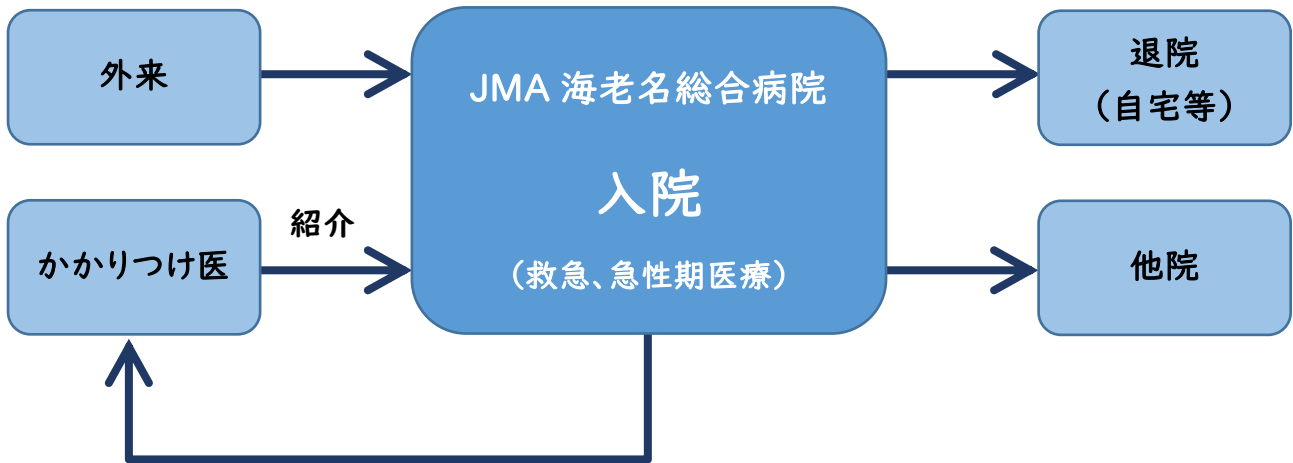 外来
JMA 海老名総合病院
入院
（救急、急性期医療）
退院
（自宅等）
かかりつけ医
紹介
他院